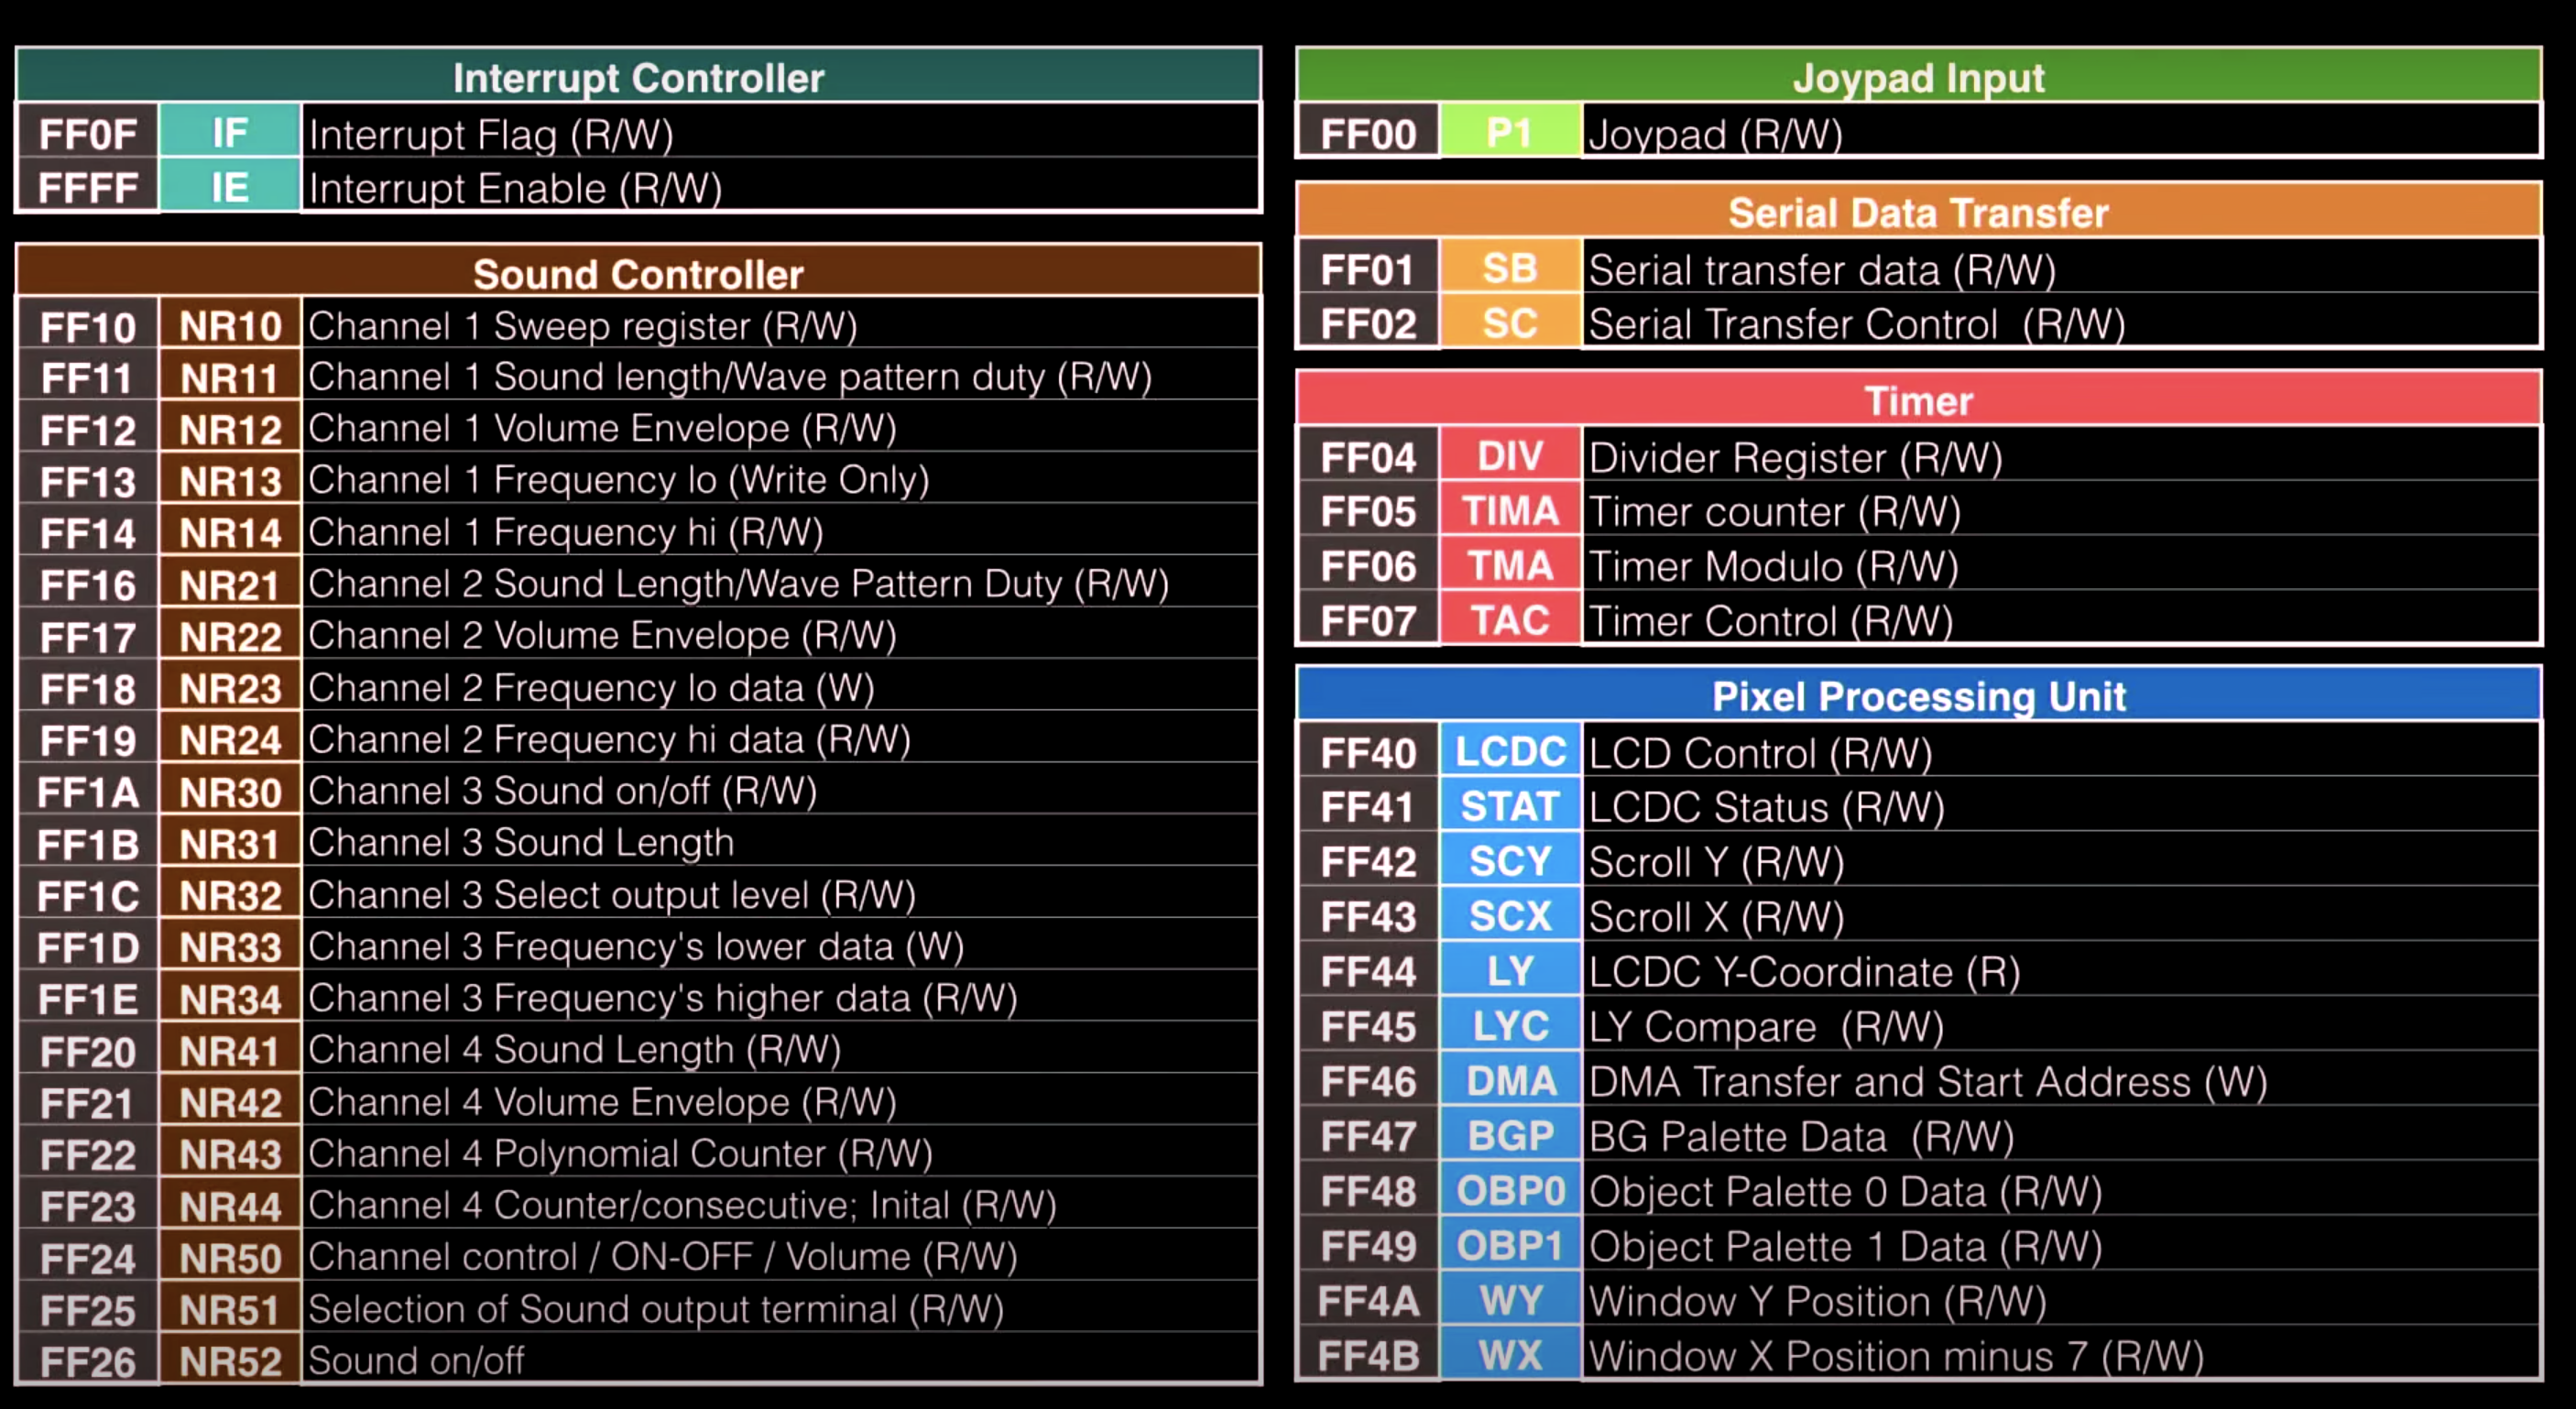 Interrupt Controller
FF0F IF Interrupt Flag (R/W)
FFFF IE Interrupt Enable (R/W)
Sound Controller
FF10 NR10 Channel 1 Sweep register (R/W)
FF11 NR11 Channel 1 Sound length/Wave pattern duty (R/W)
FF12 NR12 Channel 1 Volume Envelope (R/W)
FF13 NR13 Channel 1 Frequency lo (Write Only)
FF14 NR14 Channel 1 Frequency hi (R/W)
FF16 NR21 Channel 2 Sound Length/Wave Pattern Duty (R/W)
FF17 NR22 Channel 2 Volume Envelope (R/W)
FF18 NR23 Channel 2 Frequency lo data (W)
FF19 NR24 Channel 2 Frequency hi data (R/W)
FF1A NR30 Channel 3 Sound on/off (R/W)
FF1B NR31 Channel 3 Sound Length
FF1C NR32 Channel 3 Select output level (R/W)
FF1D NR33 Channel 3 Frequency's lower data (W)
FF1E NR34 Channel 3 Frequency's higher data (R/W)
FF20 NR41 Channel 4 Sound Length (R/W)
FF21 NR42 Channel 4 Volume Envelope (R/W)
FF22 NR43 Channel 4 Polynomial Counter (R/W)
FF23 NR44 Channel 4 Counter/consecutive; Inital (R/W)
FF24 NR50 Channel control / ON-OFF / Volume (R/W)
FF25 NR51 Selection of Sound output terminal (R/W)
FF26 NR52 Sound on/off
Joypad Input
FF00 P1 Joypad (R/W)
Serial Data Transfer
FF01 SB Serial transfer data (R/W)
FF02 SC Serial Transfer Control (R/W)
Timer
FF04 DIV Divider Register (R/W)
FF05 TIMA Timer counter (R/W)
FF06 TMA Timer Modulo (R/W)
FF07 TAC Timer Control (R/W)
Pixel Processing Unit
FF40 LCDC LCD Control (R/W)
FF41 STAT LCDC Status (R/W)
FF42 SCY Scroll Y (R/W)
FF43 SCX Scroll X (R/W)
FF44 LY LCDC Y-Coordinate (R)
FF45 LYC LY Compare (R/W)
FF46 DMA DMA Transfer and Start Address (W)
FF47 BGP BG Palette Data (R/W)
FF48 OBP0 Object Palette 0 Data (R/W)
FF49 OBP1 Object Palette 1 Data (R/W)
FF4A WY Window Y Position (R/W)
FF4B WX Window X Position minus 7 (R/W)